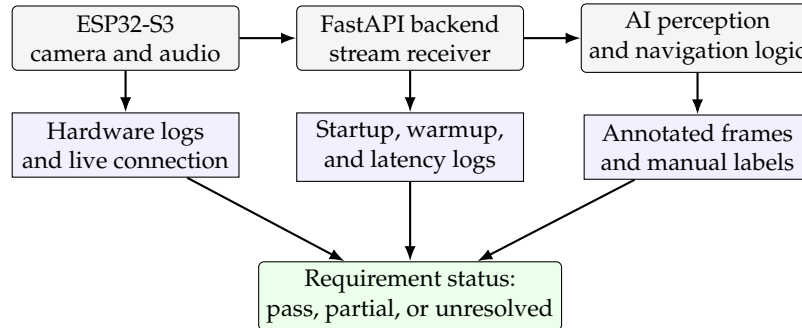 ESP32-S3
camera and audio
FastAPI backend
stream receiver
AI perception
and navigation logic
Hardware logs
and live connection
Startup, warmup,
and latency logs
Annotated frames
and manual labels
Requirement status:
pass, partial, or unresolved